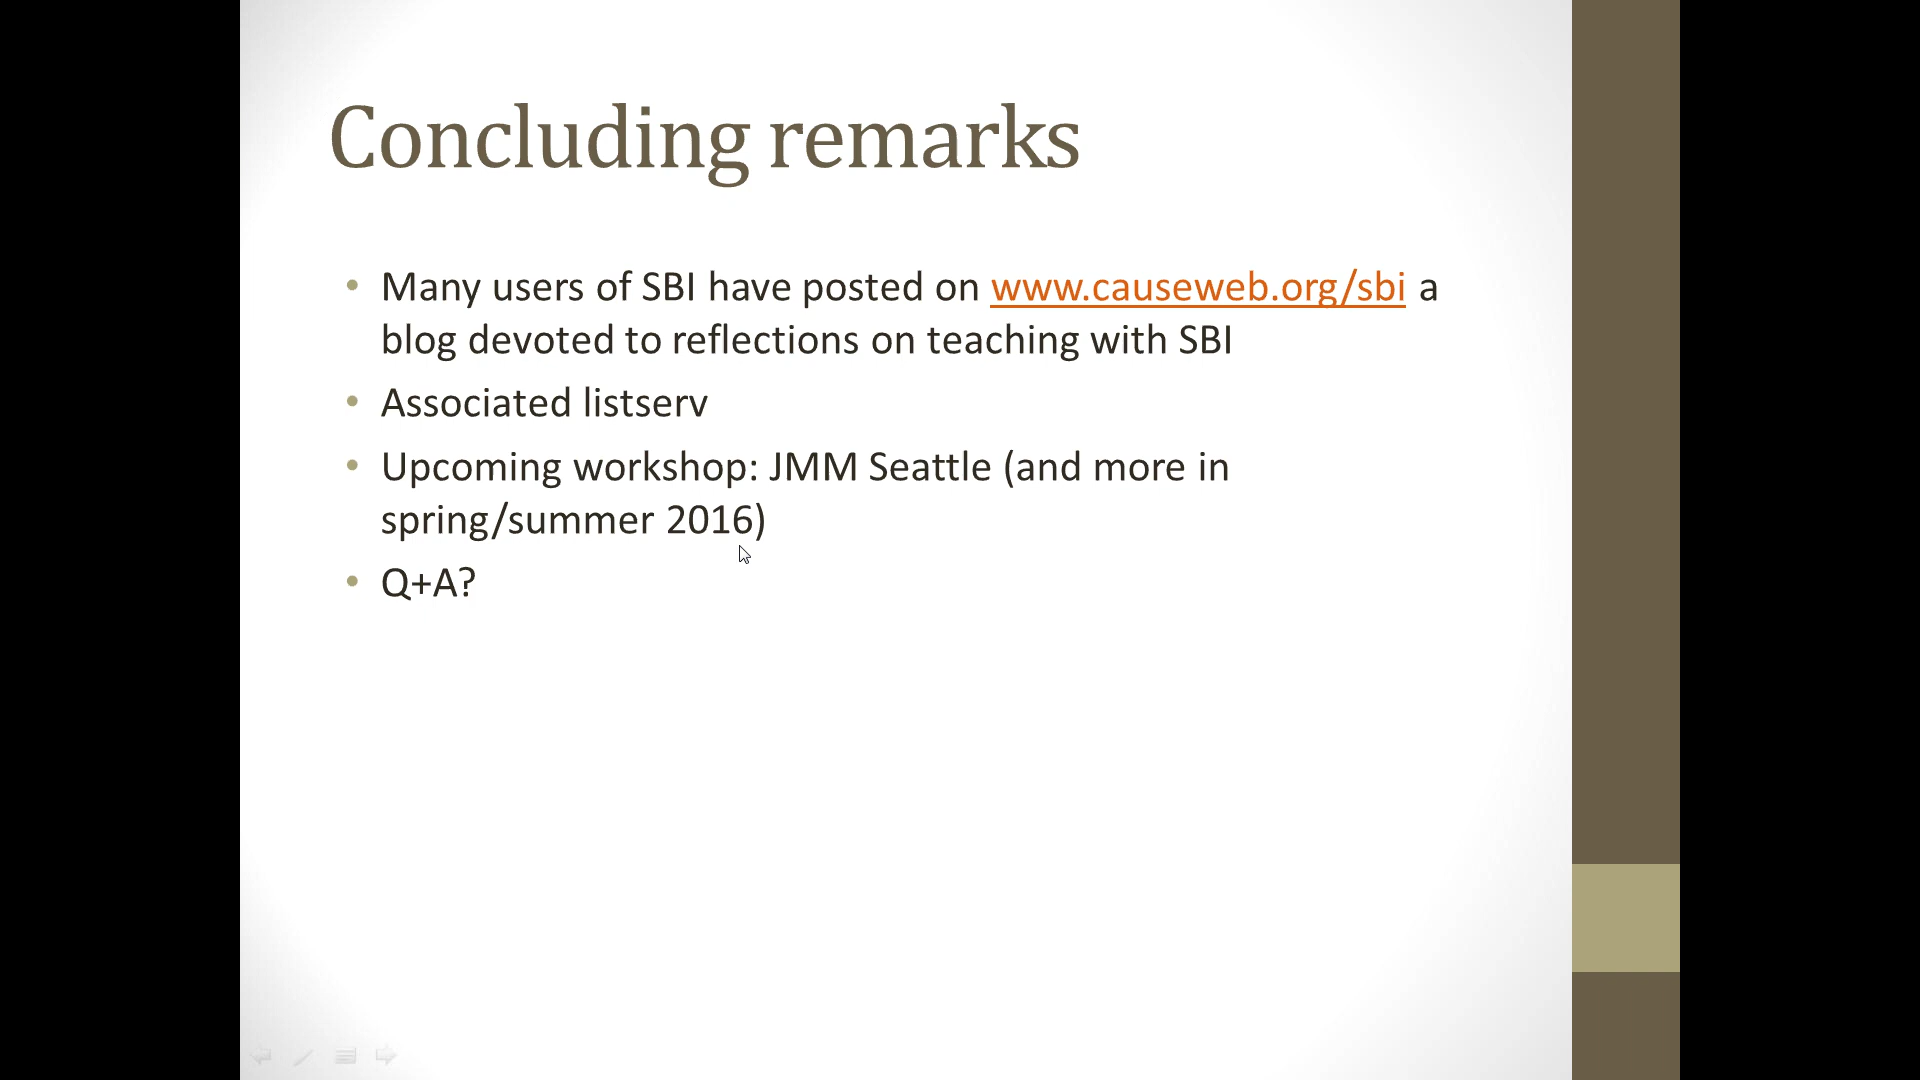 Concluding remarks
• Many users of SBI have posted on www.causeweb.org/sbi a
blog devoted to reflections on teaching with SBI
• Associated listserv
• Upcoming workshop: JMM Seattle (and more in
spring/summer 2016)
• Q+A?